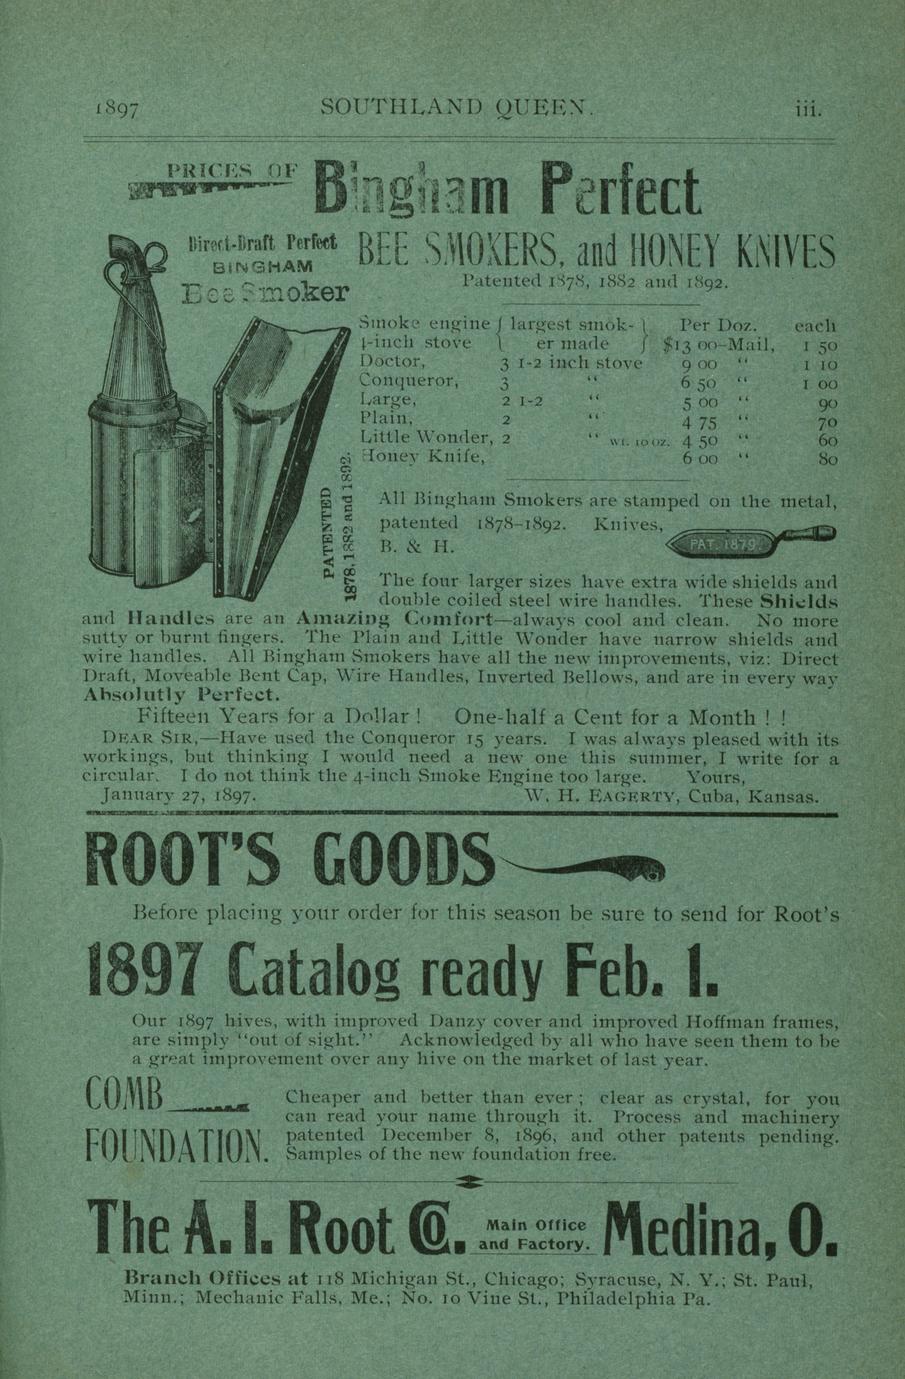 1897 SOUTHLAND QUEEN. iii.
PRICES OF Bingham Perfect
Direct-Draft Perfect
BINGHAM
Bee Smoker
BEE SMOKERS, and HONEY KNIVES
Patented 1878, 1882 and 1892.
Smoke engine { largest smok- } Per Doz. each
4-inch stove { er made } $13 00-Mail, 1 50
Doctor, 3 1-2 inch stove 9 00 " 1 10
Conqueror, 3 " 6 50 " 1 00
Large, 2 1-2 " 5 00 " 90
Plain, 2 " 4 75 " 70
Little Wonder, 2 " wt. 10 oz. 4 50 " 60
Honey Knife, 6 00 " 80
PATENTED
1878, 1882 and 1892.
All Bingham Smokers are stamped on the metal,
patented 1878-1892. Knives,
B. & H.
PAT. 1879
The four larger sizes have extra wide shields and
double coiled steel wire handles. These Shields
and Handles are an Amazing Comfort—always cool and clean. No more
sutty or burnt fingers. The Plain and Little Wonder have narrow shields and
wire handles. All Bingham Smokers have all the new improvements, viz: Direct
Draft, Moveable Bent Cap, Wire Handles, Inverted Bellows, and are in every way
Absolutly Perfect.
Fifteen Years for a Dollar ! One-half a Cent for a Month ! !
DEAR SIR,—Have used the Conqueror 15 years. I was always pleased with its
workings, but thinking I would need a new one this summer, I write for a
circular. I do not think the 4-inch Smoke Engine too large. Yours,
January 27, 1897. W. H. EAGERTY, Cuba, Kansas.
ROOT'S GOODS
Before placing your order for this season be sure to send for Root's
1897 Catalog ready Feb. 1.
Our 1897 hives, with improved Danzy cover and improved Hoffman frames,
are simply "out of sight." Acknowledged by all who have seen them to be
a great improvement over any hive on the market of last year.
COMB
FOUNDATION.
Cheaper and better than ever ; clear as crystal, for you
can read your name through it. Process and machinery
patented December 8, 1896, and other patents pending.
Samples of the new foundation free.
The A. I. Root Co. Main Office and Factory. Medina, O.
Branch Offices at 118 Michigan St., Chicago; Syracuse, N. Y.; St. Paul,
Minn.; Mechanic Falls, Me.; No. 10 Vine St., Philadelphia Pa.